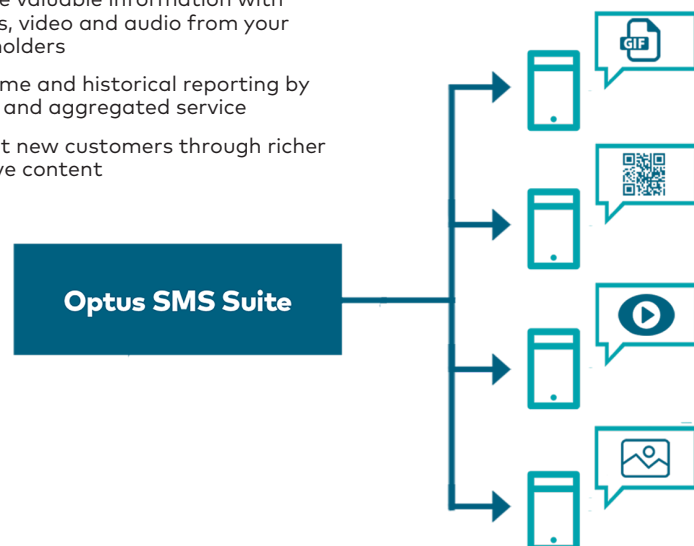 e valuable information with
s, video and audio from your
holders
me and historical reporting by
and aggregated service
t new customers through richer
ve content
GIF
Optus SMS Suite